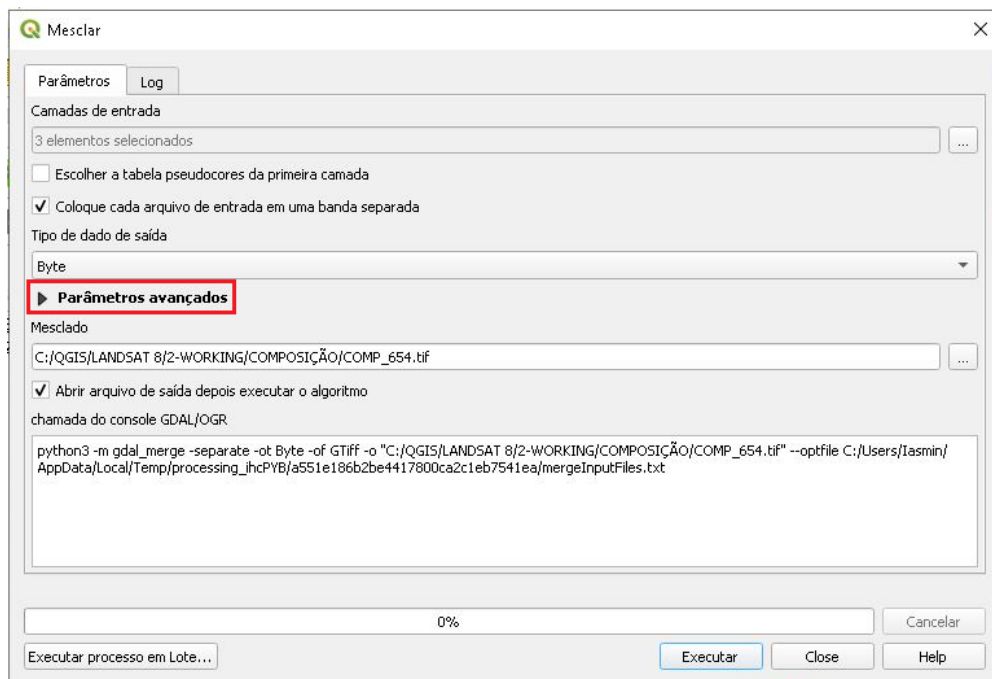 Mesclar
Parâmetros
Log
Camadas de entrada
3 elementos selecionados
...
Escolher a tabela pseudocores da primeira camada
Coloque cada arquivo de entrada em uma banda separada
Tipo de dado de saída
Byte
Parâmetros avançados
Mesclado
C:/QGIS/LANDSAT 8/2-WORKING/COMPOSIÇÃO/COMP_654.tif
...
Abrir arquivo de saída depois executar o algoritmo
chamada do console GDAL/OGR
python3 -m gdal_merge -separate -ot Byte -of GTiff -o "C:/QGIS/LANDSAT 8/2-WORKING/COMPOSIÇÃO/COMP_654.tif" --optfile C:/Users/Iasmin/
AppData/Local/Temp/processing_ihcPYB/a551e186b2be4417800ca2c1eb7541ea/mergeInputFiles.txt
0%
Cancelar
Executar processo em Lote...
Executar
Close
Help